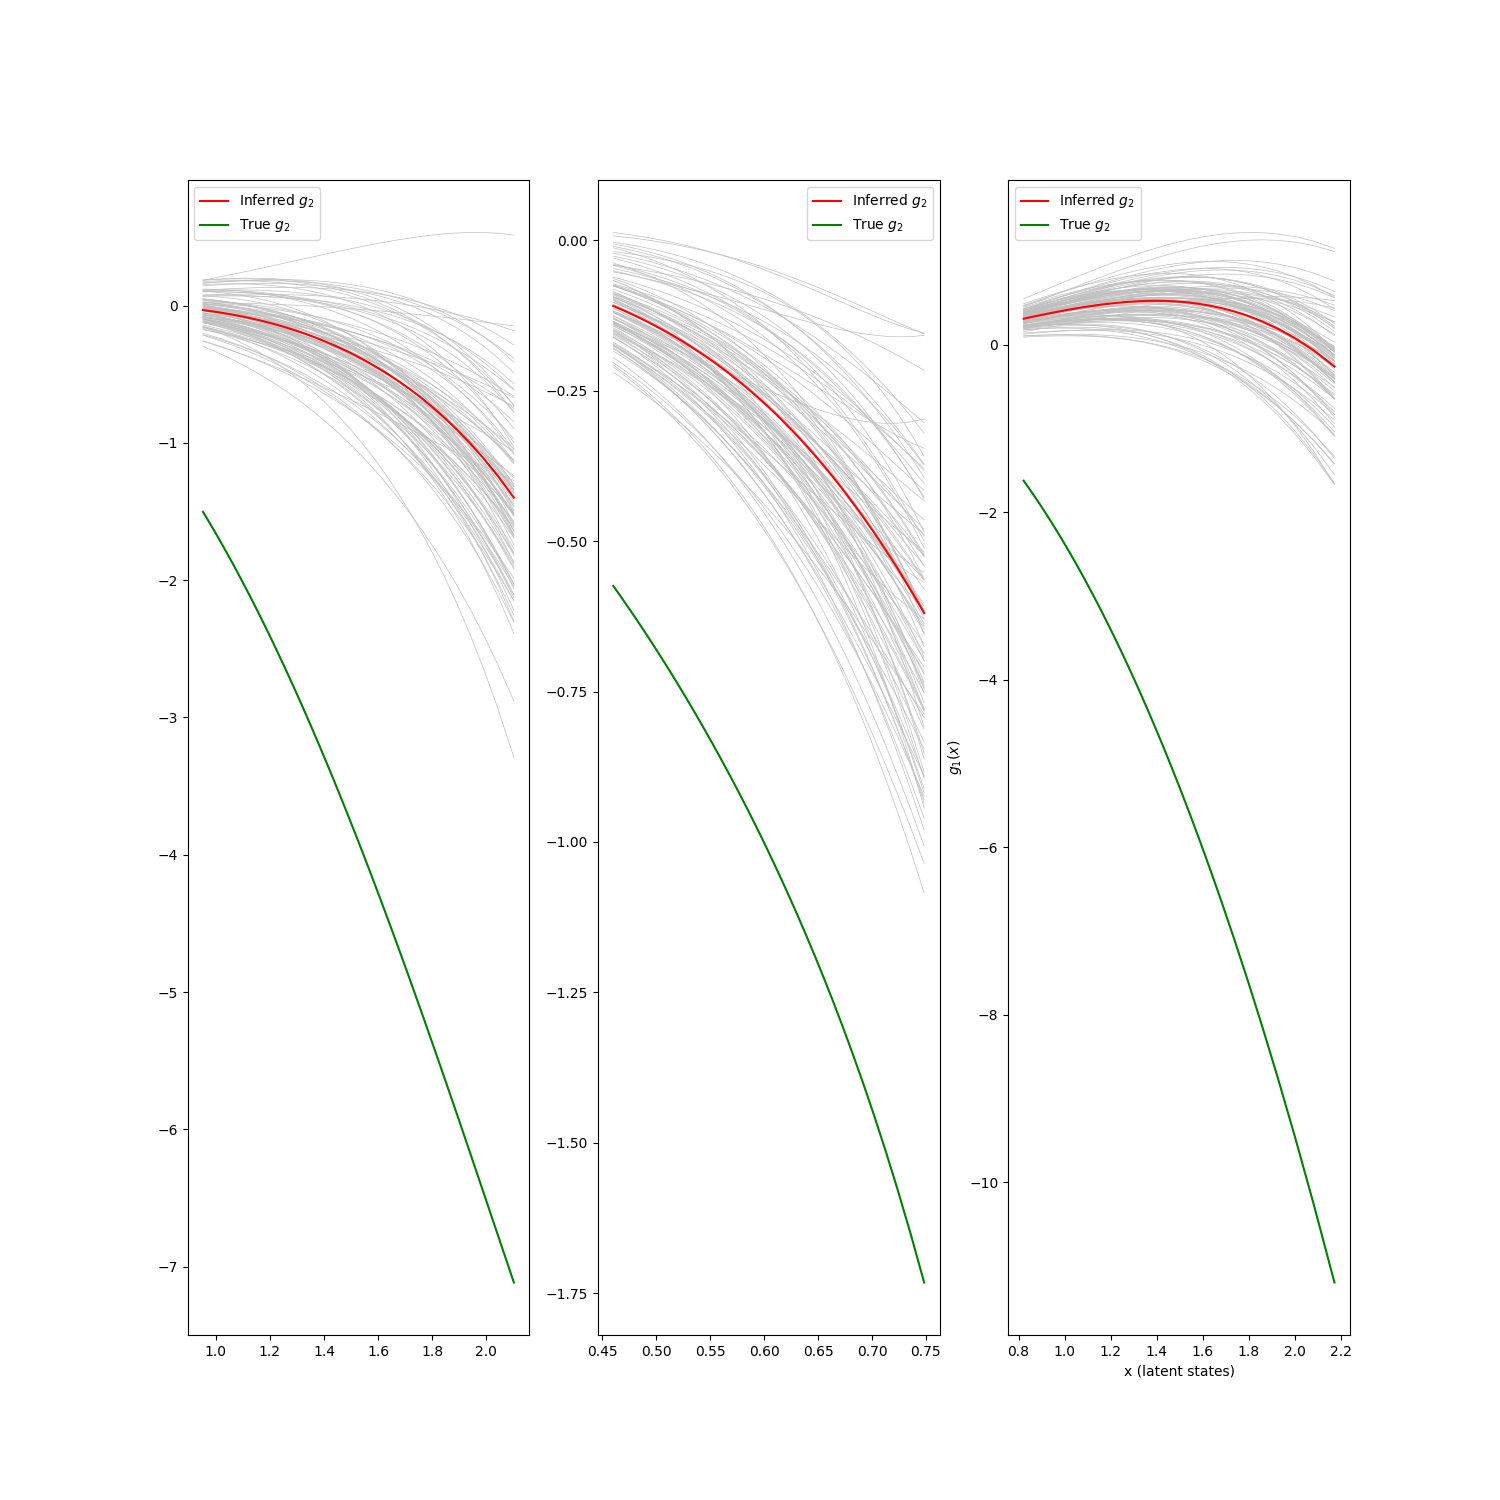 Inferred g₂
True g₂
0
−1
−2
−3
−4
−5
−6
−7
1.0 1.2 1.4 1.6 1.8 2.0
Inferred g₂
True g₂
0.00
−0.25
−0.50
−0.75
−1.00
−1.25
−1.50
−1.75
0.45 0.50 0.55 0.60 0.65 0.70 0.75
Inferred g₂
True g₂
g₁(x)
0
−2
−4
−6
−8
−10
0.8 1.0 1.2 1.4 1.6 1.8 2.0 2.2
x (latent states)